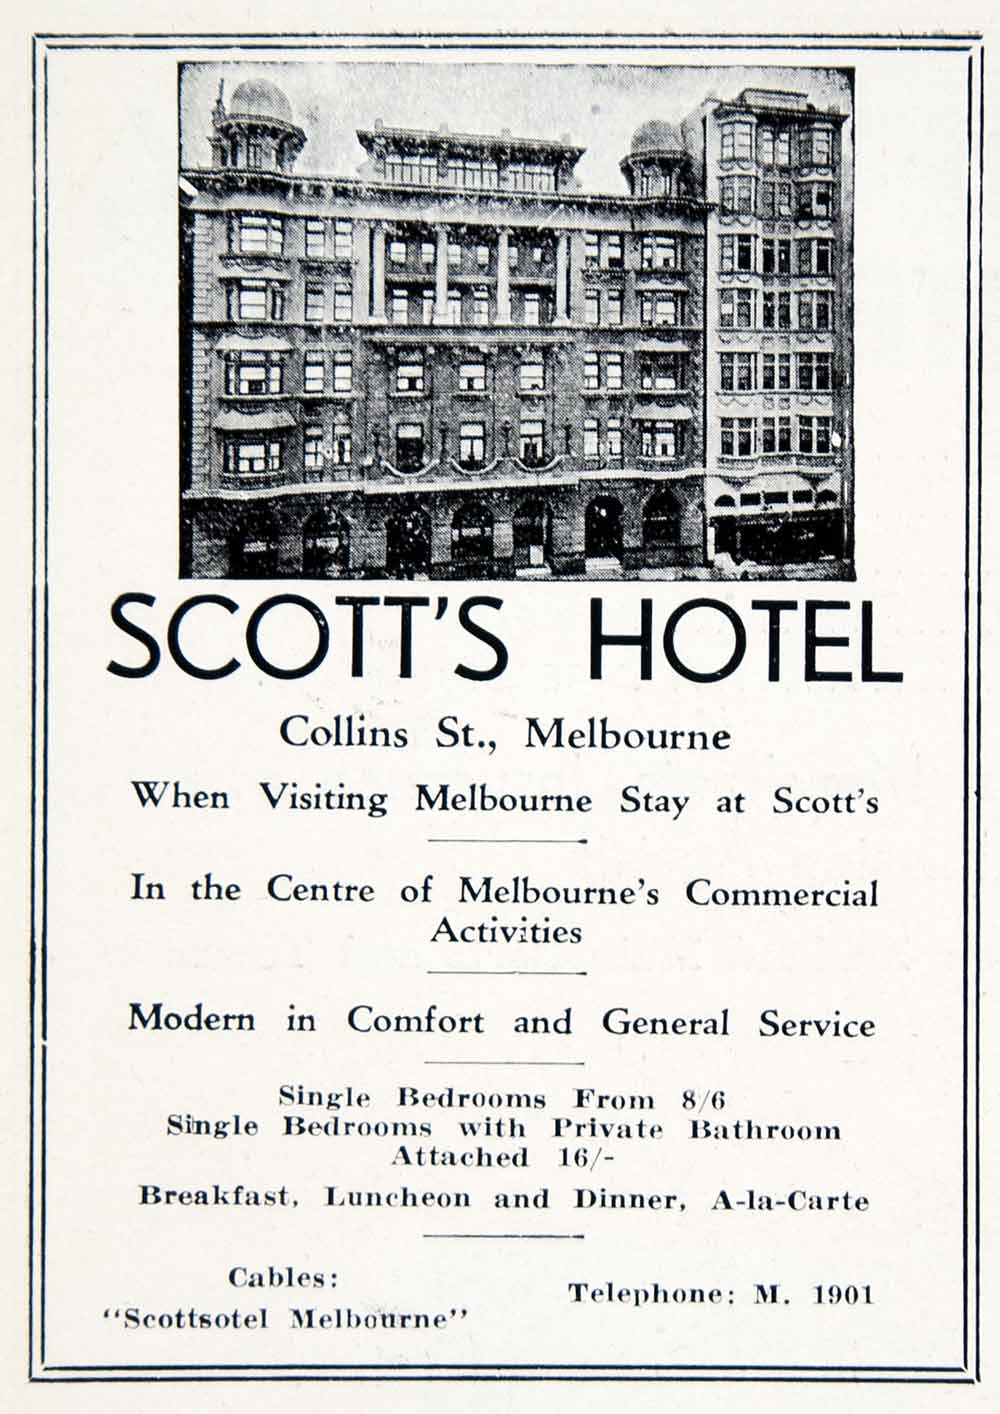 SCOTT'S HOTEL
Collins St., Melbourne
When Visiting Melbourne Stay at Scott's
In the Centre of Melbourne's Commercial
Activities
Modern in Comfort and General Service
Single Bedrooms From 8/6
Single Bedrooms with Private Bathroom
Attached 16/-
Breakfast, Luncheon and Dinner, A-la-Carte
Cables:
"Scottsotel Melbourne"
Telephone: M. 1901